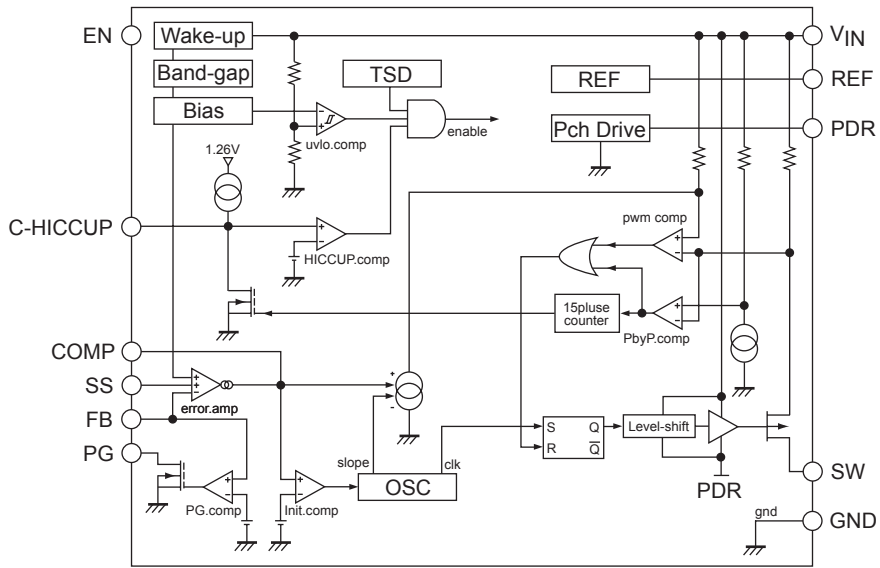 EN
Wake-up
VIN
Band-gap
TSD
REF
REF
Bias
Pch Drive
PDR
enable
uvlo.comp
1.26V
C-HICCUP
HICCUP.comp
pwm comp
15pluse
counter
PbyP.comp
COMP
SS
error.amp
FB
PG
S
Q
R
Q
Level-shift
slope
clk
OSC
PG.comp
Init.comp
PDR
SW
gnd
GND
+
-